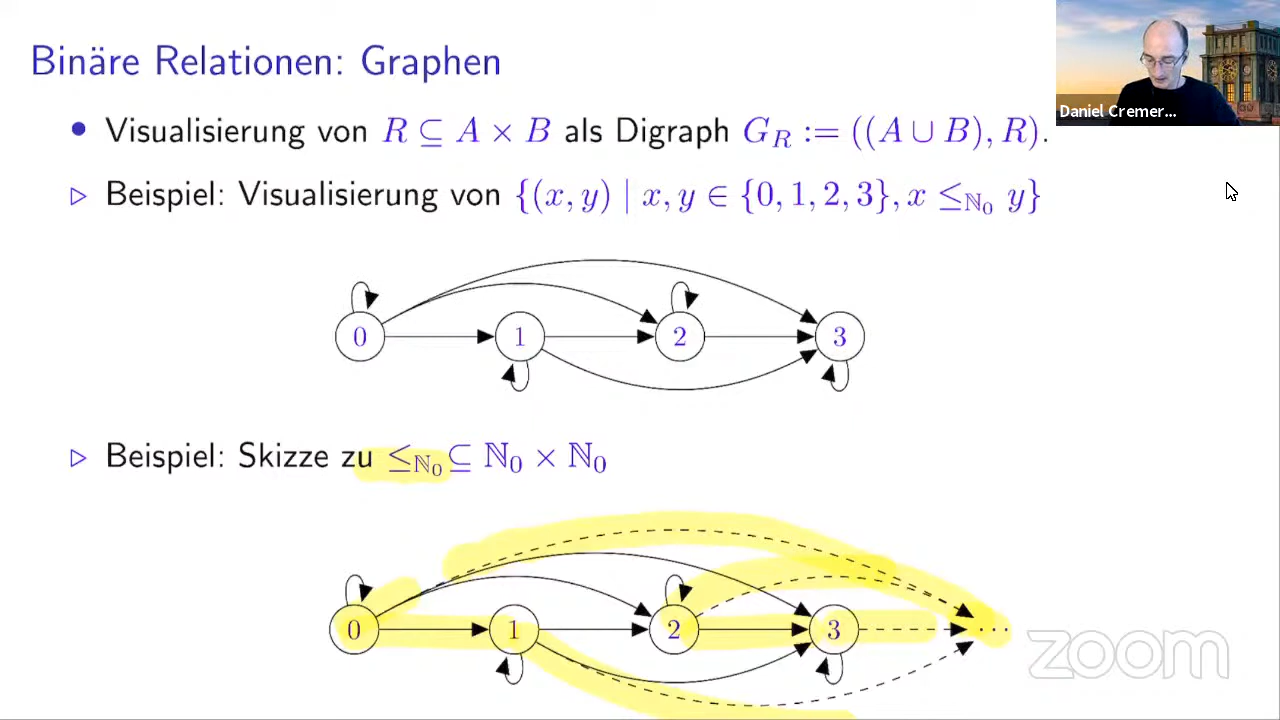 Binäre Relationen: Graphen
Daniel Cremer...
• Visualisierung von R ⊆ A × B als Digraph G_R := ((A ∪ B), R).
▷ Beispiel: Visualisierung von {(x, y) | x, y ∈ {0, 1, 2, 3}, x ≤_ℕ₀ y}
0 1 2 3
▷ Beispiel: Skizze zu ≤_ℕ₀ ⊆ ℕ₀ × ℕ₀
0 1 2 3 ...
zoom